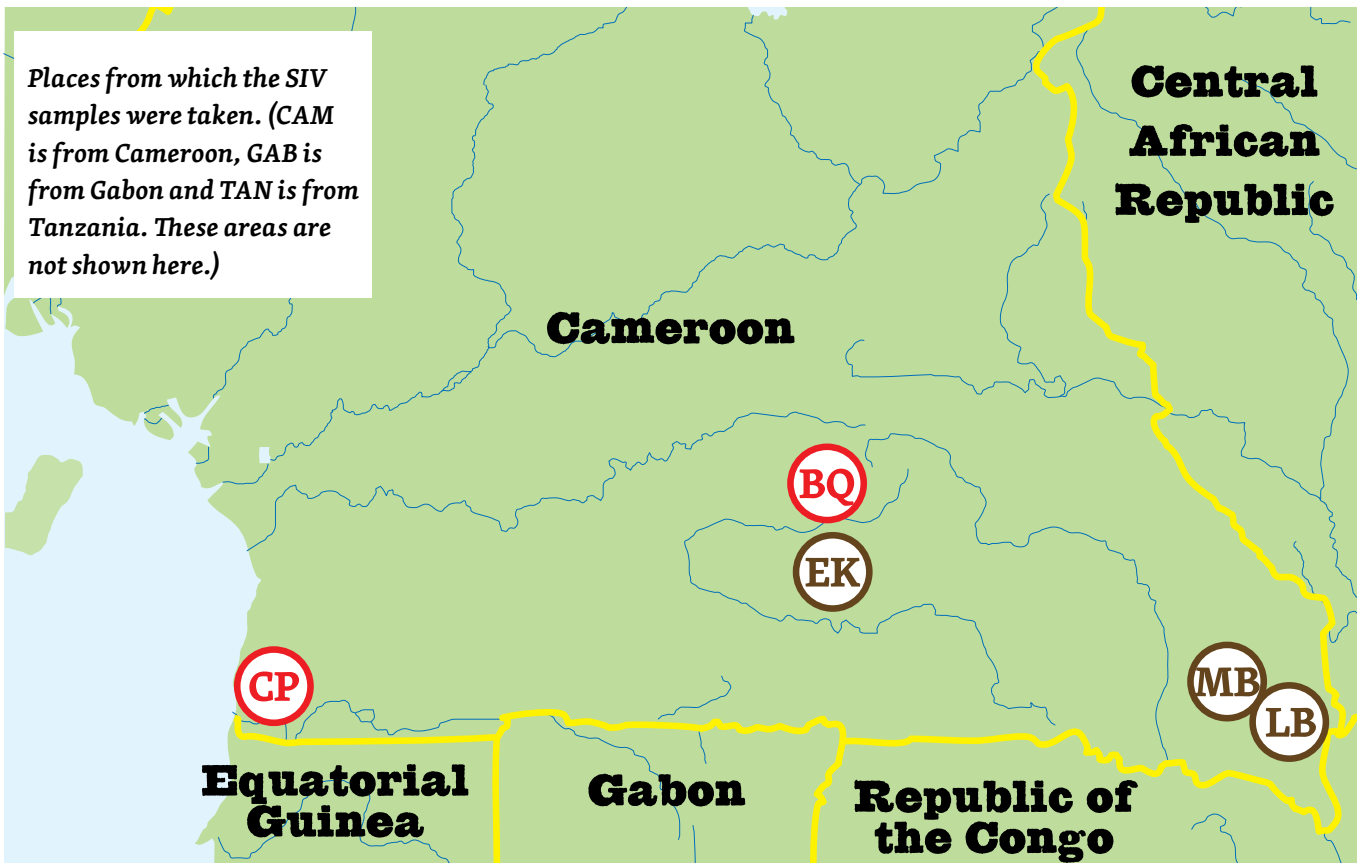 Places from which the SIV
samples were taken. (CAM
is from Cameroon, GAB is
from Gabon and TAN is from
Tanzania. These areas are
not shown here.)
Central
African
Republic
Cameroon
BQ
EK
CP
MB
LB
Equatorial
Guinea
Gabon
Republic of
the Congo